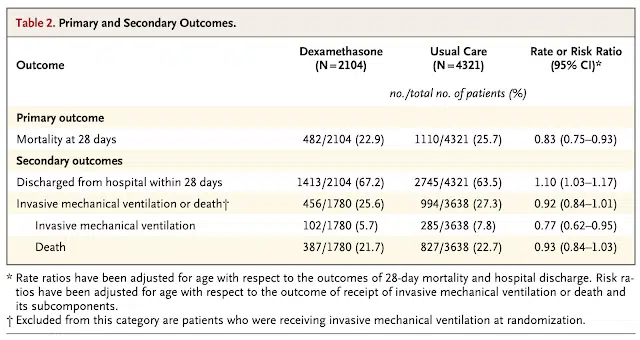 Table 2. Primary and Secondary Outcomes.
Outcome Dexamethasone (N=2104) Usual Care (N=4321) Rate or Risk Ratio (95% CI)*
no./total no. of patients (%)
Primary outcome
Mortality at 28 days 482/2104 (22.9) 1110/4321 (25.7) 0.83 (0.75–0.93)
Secondary outcomes
Discharged from hospital within 28 days 1413/2104 (67.2) 2745/4321 (63.5) 1.10 (1.03–1.17)
Invasive mechanical ventilation or death† 456/1780 (25.6) 994/3638 (27.3) 0.92 (0.84–1.01)
Invasive mechanical ventilation 102/1780 (5.7) 285/3638 (7.8) 0.77 (0.62–0.95)
Death 387/1780 (21.7) 827/3638 (22.7) 0.93 (0.84–1.03)
* Rate ratios have been adjusted for age with respect to the outcomes of 28-day mortality and hospital discharge. Risk ra-
tios have been adjusted for age with respect to the outcome of receipt of invasive mechanical ventilation or death and
its subcomponents.
† Excluded from this category are patients who were receiving invasive mechanical ventilation at randomization.